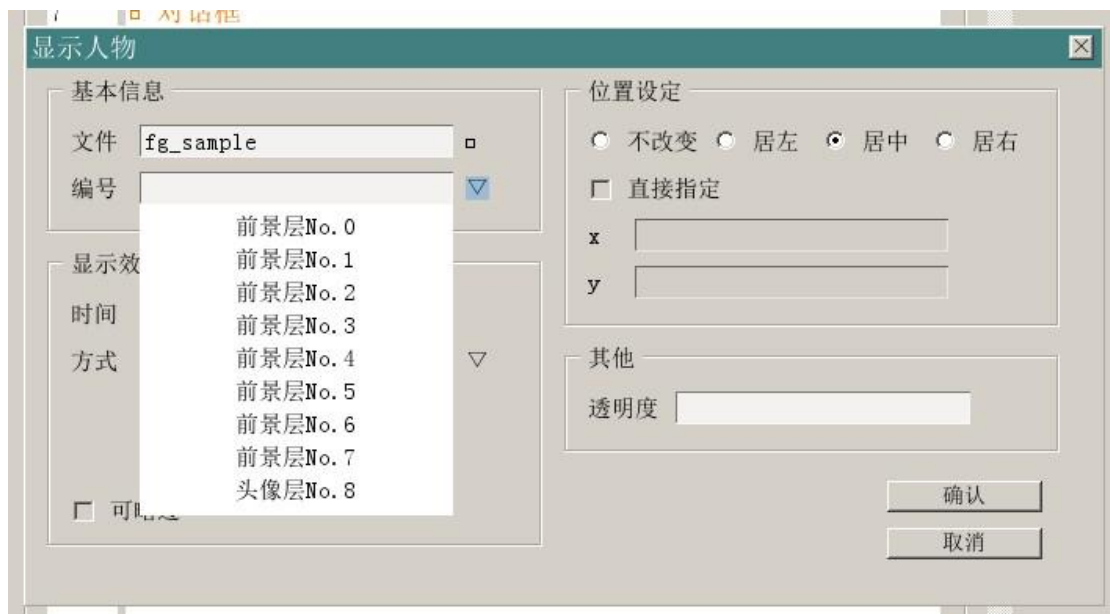 7 对话框
显示人物
基本信息
文件 fg_sample
编号
前景层No.0
前景层No.1
前景层No.2
前景层No.3
前景层No.4
前景层No.5
前景层No.6
前景层No.7
头像层No.8
显示效
时间
方式
可
位置设定
不改变 居左 居中 居右
直接指定
x
y
其他
透明度
确认
取消